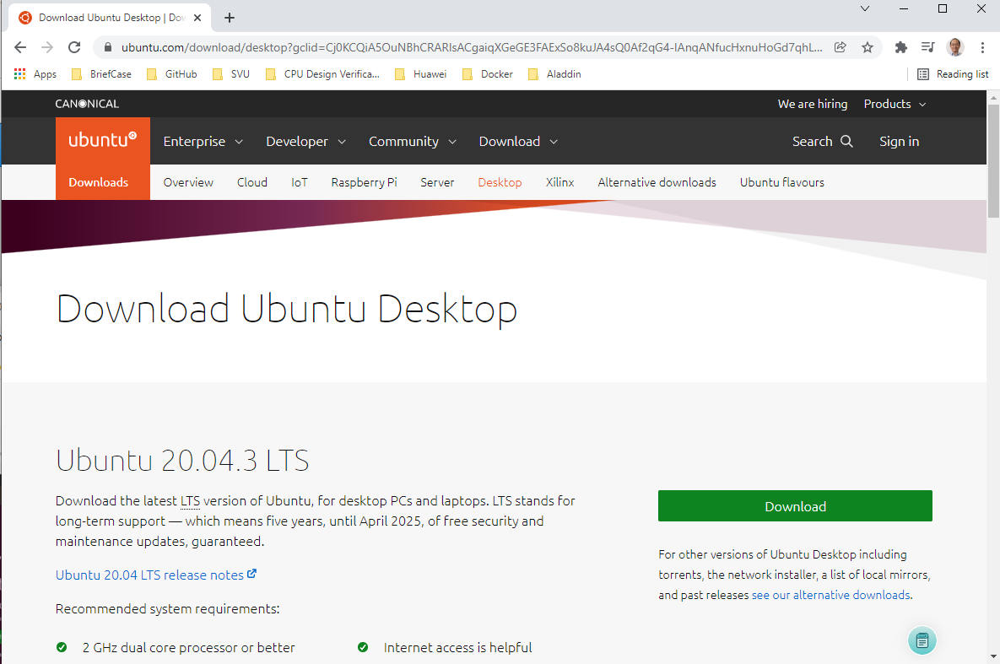 Download Ubuntu Desktop | Dow
ubuntu.com/download/desktop?gclid=Cj0KCQiA5OuNBhCRARIsACgaiqXGeGE3FAExSo8kuJA4sQ0Af2qG4-IAnqANfucHxnuHoGd7qhL...
Apps BriefCase GitHub SVU CPU Design Verifica... Huawei Docker Aladdin Reading list
CANONICAL We are hiring Products
ubuntu Enterprise Developer Community Download Search Sign in
Downloads Overview Cloud IoT Raspberry Pi Server Desktop Xilinx Alternative downloads Ubuntu flavours
Download Ubuntu Desktop
Ubuntu 20.04.3 LTS
Download the latest LTS version of Ubuntu, for desktop PCs and laptops. LTS stands for
long-term support — which means five years, until April 2025, of free security and
maintenance updates, guaranteed.
Ubuntu 20.04 LTS release notes
Recommended system requirements:
2 GHz dual core processor or better
Internet access is helpful
Download
For other versions of Ubuntu Desktop including
torrents, the network installer, a list of local mirrors,
and past releases see our alternative downloads.